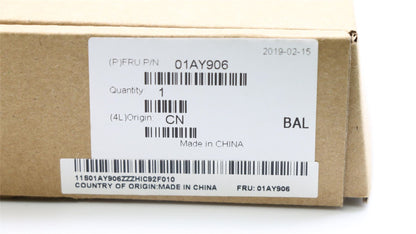 2019-02-15
(P)FRU P/N 01AY906
Quantity 1
(4L)Origin CN
BAL
Made in CHINA
11S01AY906ZZZHIC92F010
COUNTRY OF ORIGIN:MADE IN CHINA FRU: 01AY906